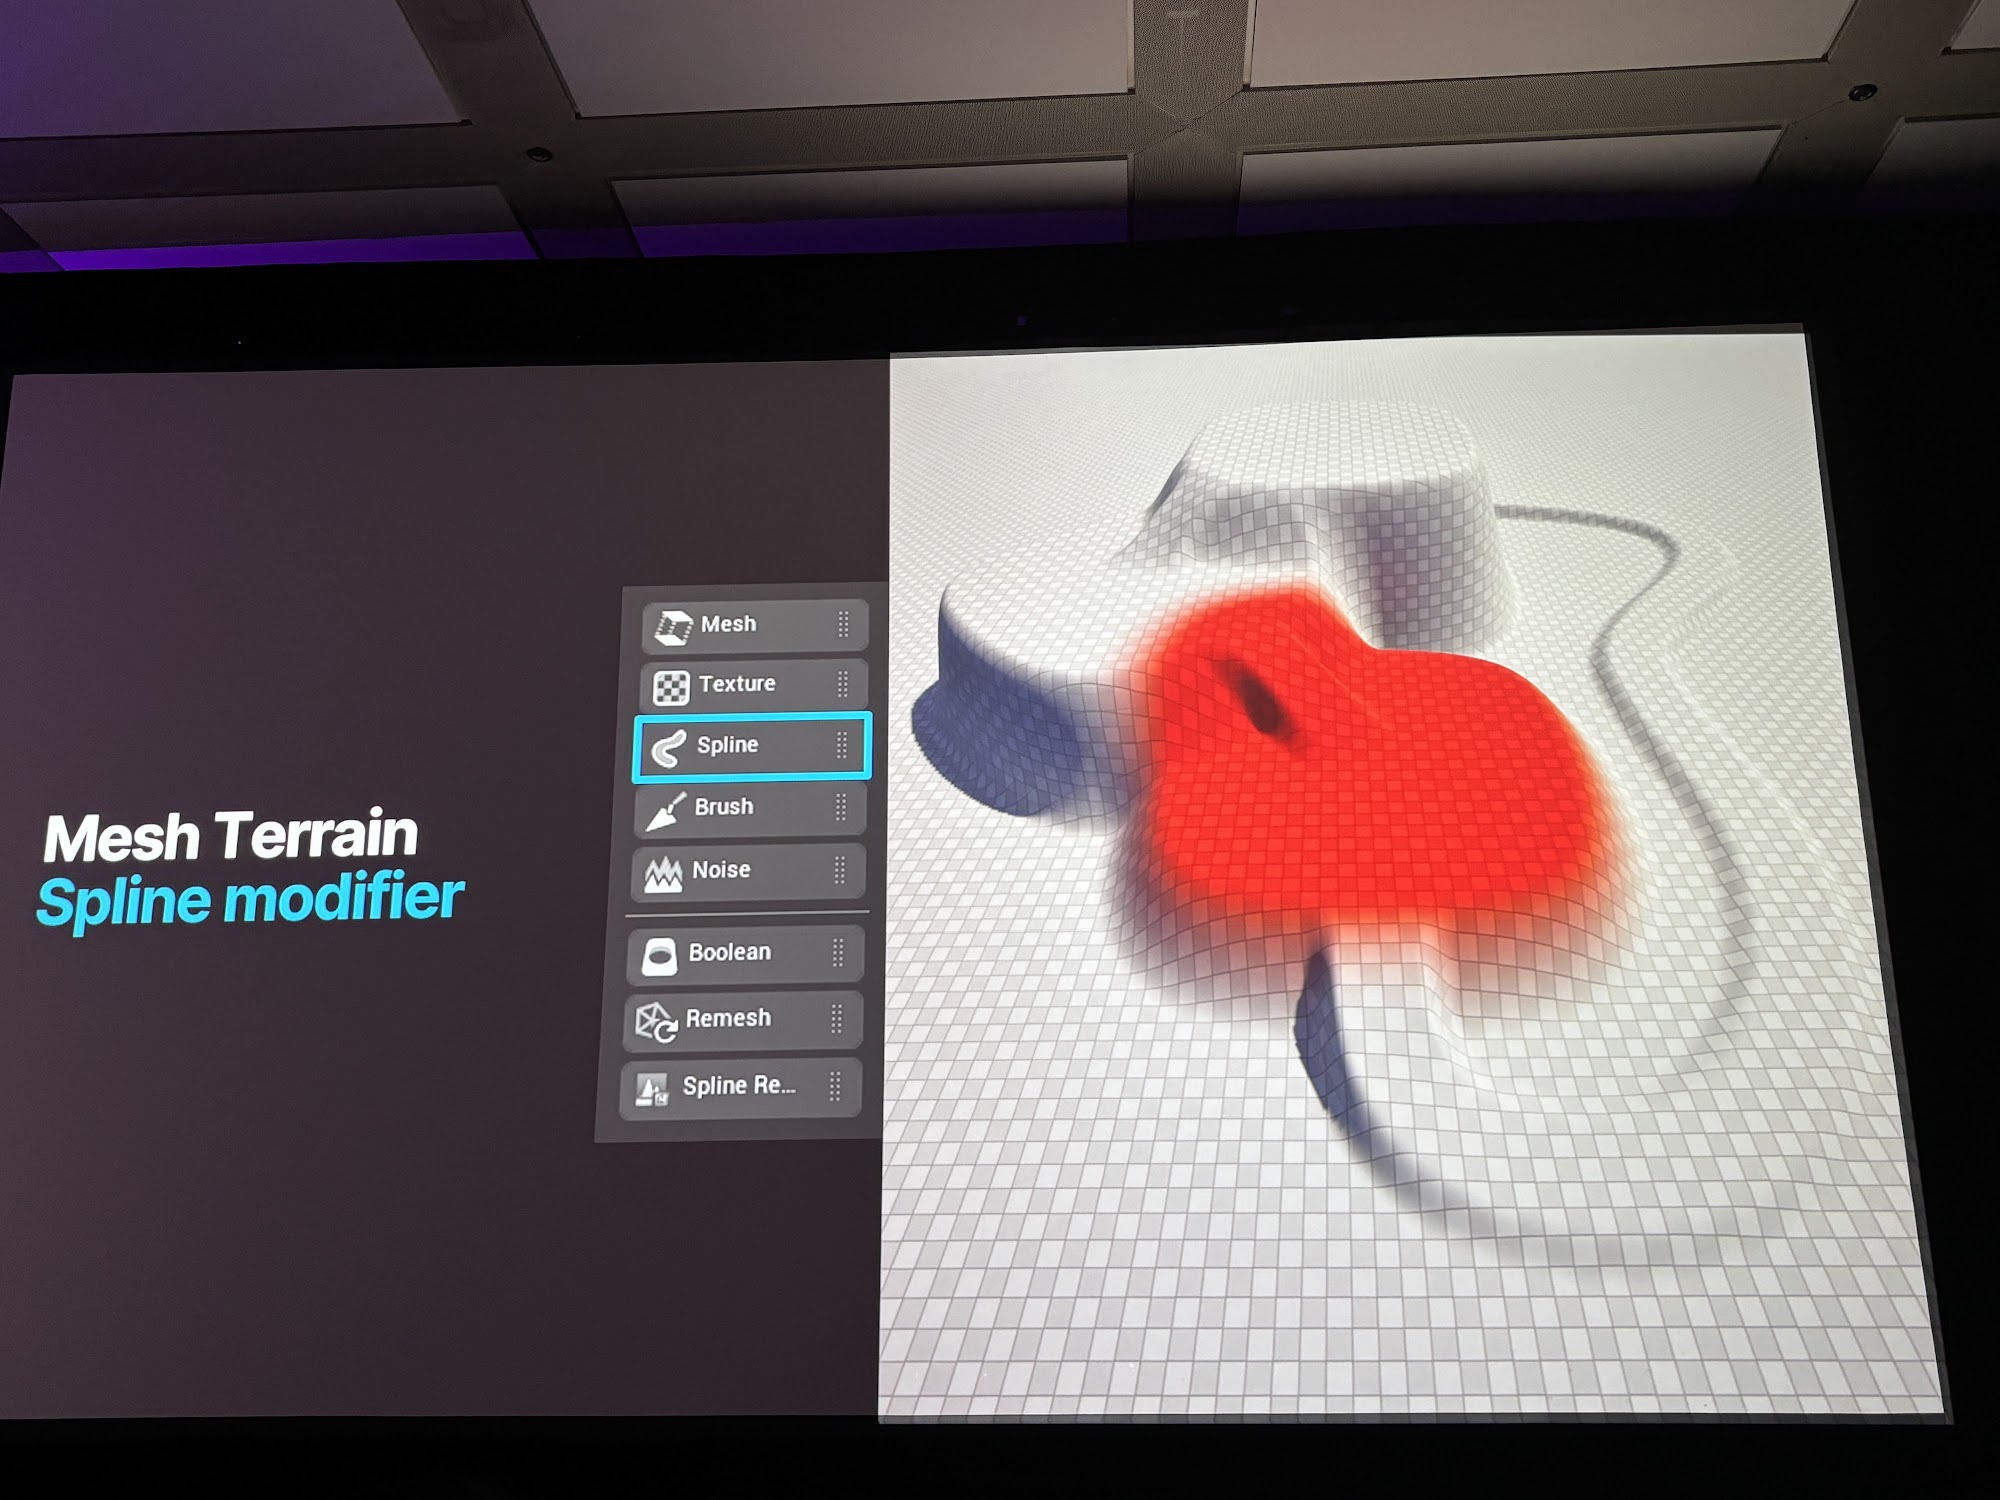 Mesh Terrain
Spline modifier
Mesh
Texture
Spline
Brush
Noise
Boolean
Remesh
Spline Re...